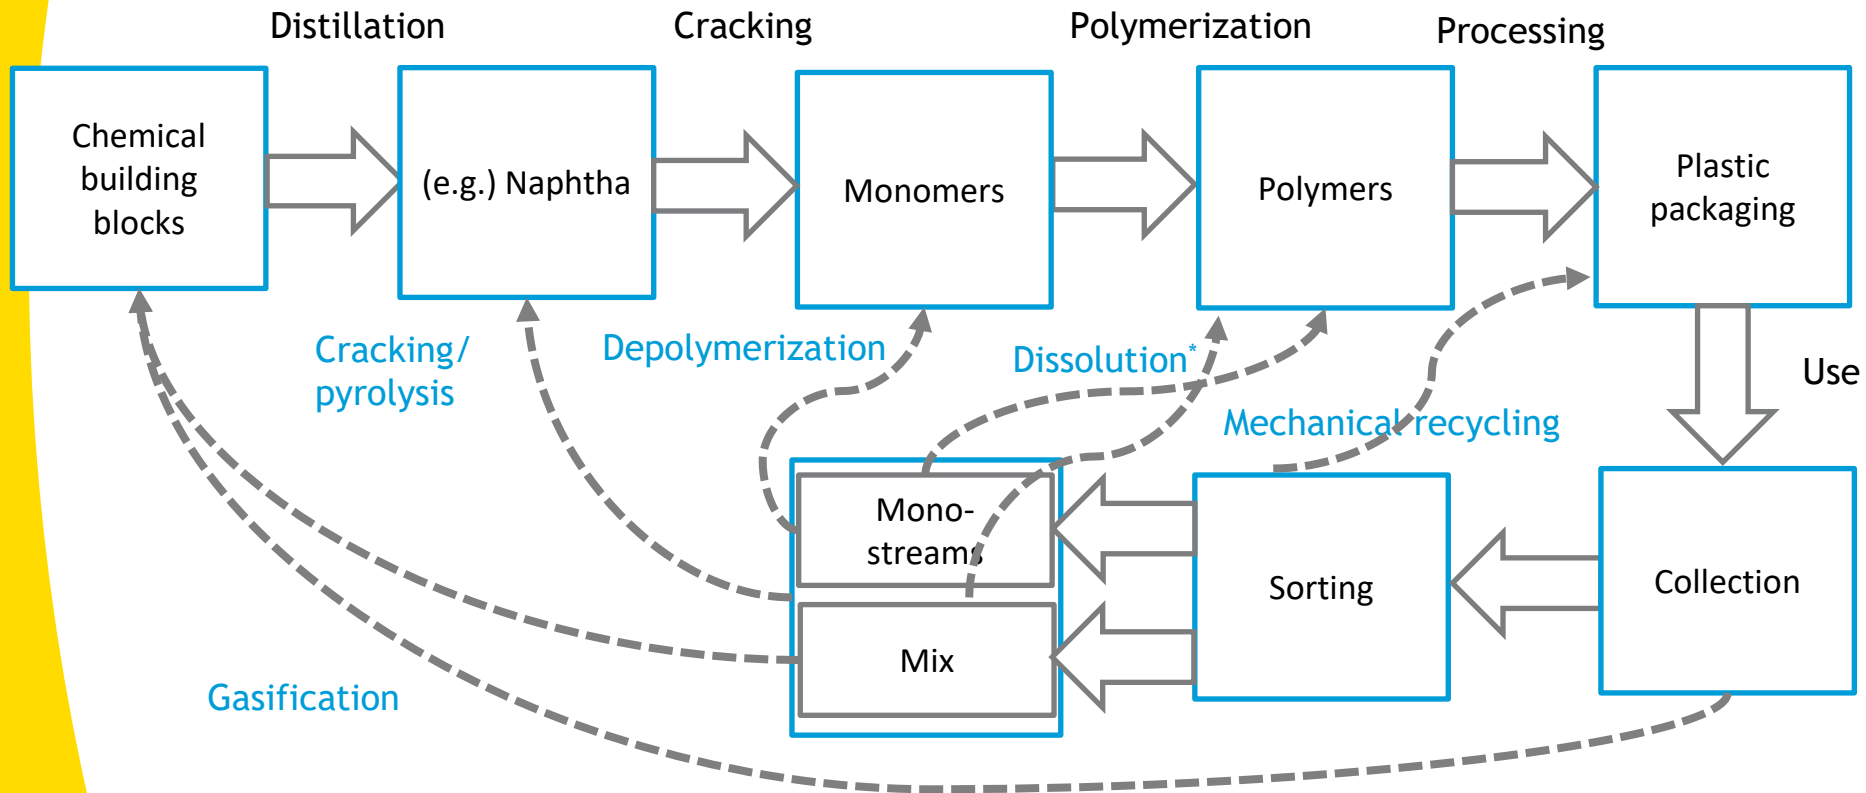 Distillation
Cracking
Polymerization
Processing
Chemical
building
blocks
(e.g.) Naphtha
Monomers
Polymers
Plastic
packaging
Cracking/
pyrolysis
Depolymerization
Dissolution*
Use
Mechanical recycling
Mono-
streams
Mix
Sorting
Collection
Gasification